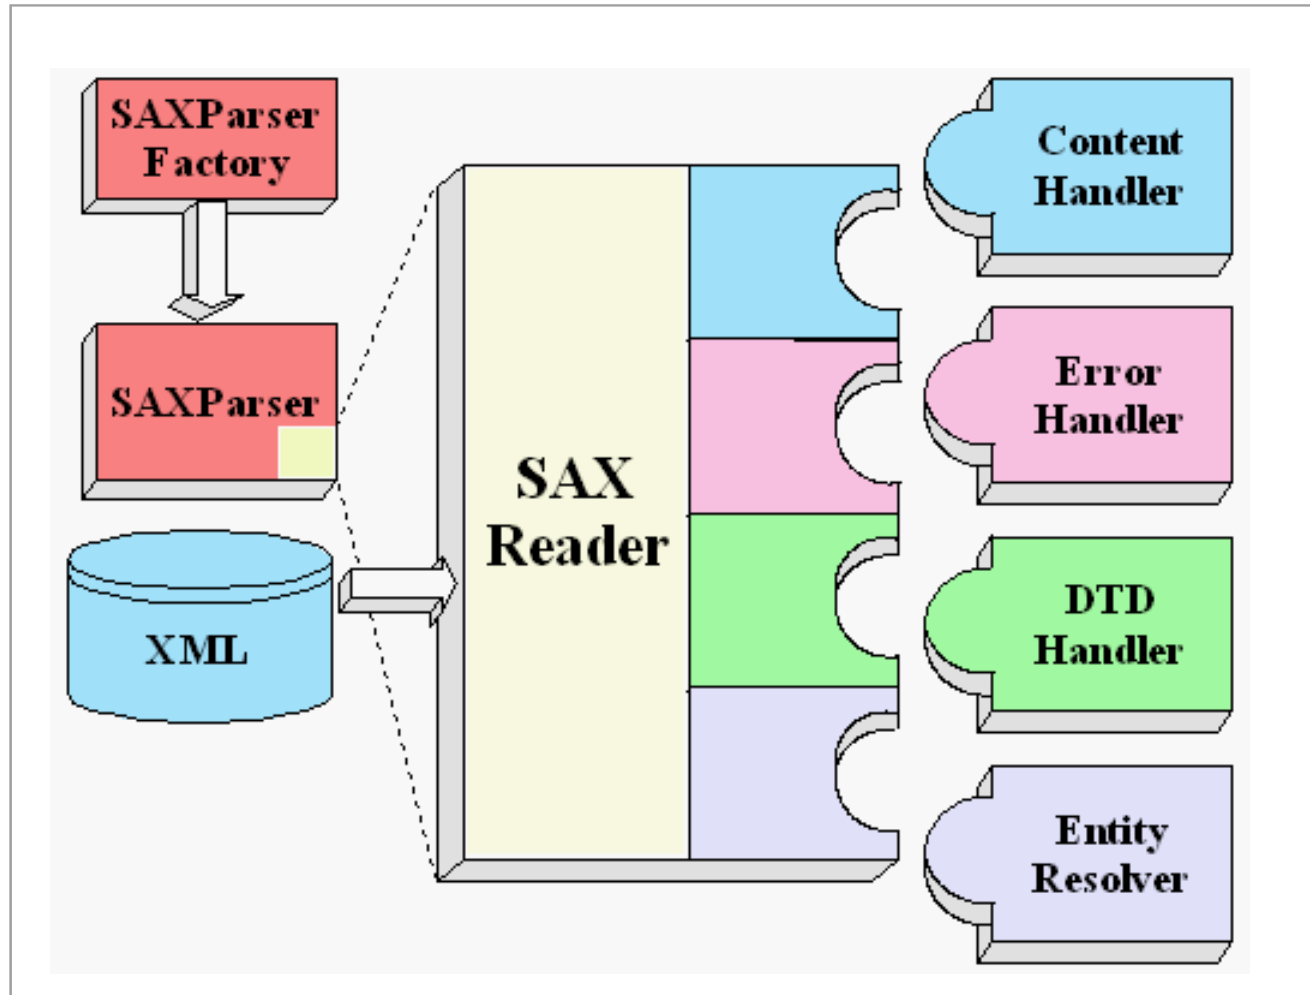 SAXParser
Factory
SAXParser
XML
SAX
Reader
Content
Handler
Error
Handler
DTD
Handler
Entity
Resolver